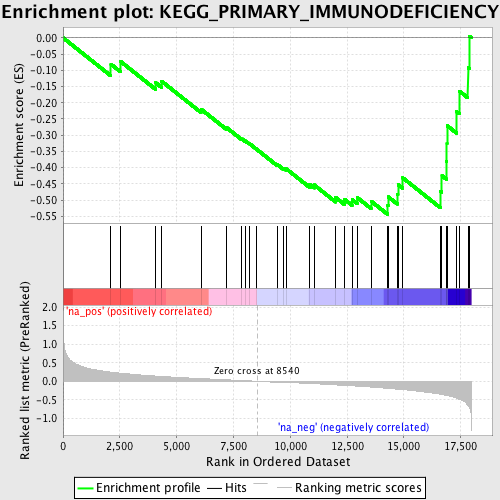 Enrichment plot: KEGG_PRIMARY_IMMUNODEFICIENCY
Enrichment score (ES)
0.00
-0.05
-0.10
-0.15
-0.20
-0.25
-0.30
-0.35
-0.40
-0.45
-0.50
-0.55
'na_pos' (positively correlated)
Ranked list metric (PreRanked)
2.0
1.5
1.0
0.5
0.0
-0.5
-1.0
Zero cross at 8540
'na_neg' (negatively correlated)
0 2,500 5,000 7,500 10,000 12,500 15,000 17,500
Rank in Ordered Dataset
Enrichment profile Hits Ranking metric scores